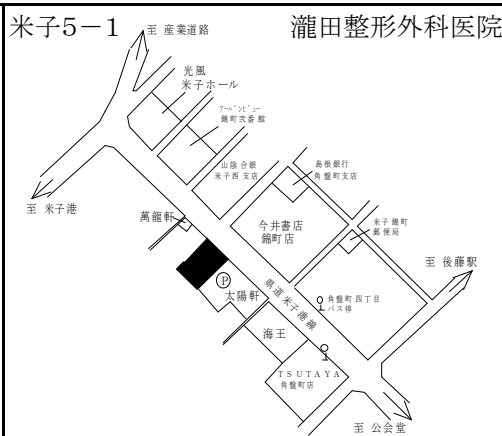 米子5-1
瀧田整形外科医院
至 産業道路
光風
米子ホール
アーバンビュー
錦町弐番館
山陰合銀
米子西支店
島根銀行
角盤町支店
至 米子港
萬龍軒
今井書店
錦町店
米子錦町
郵便局
至 後藤駅
P
太陽軒
県道米子港線
角盤町四丁目
バス停
海王
TSUTAYA
角盤町店
至 公会堂